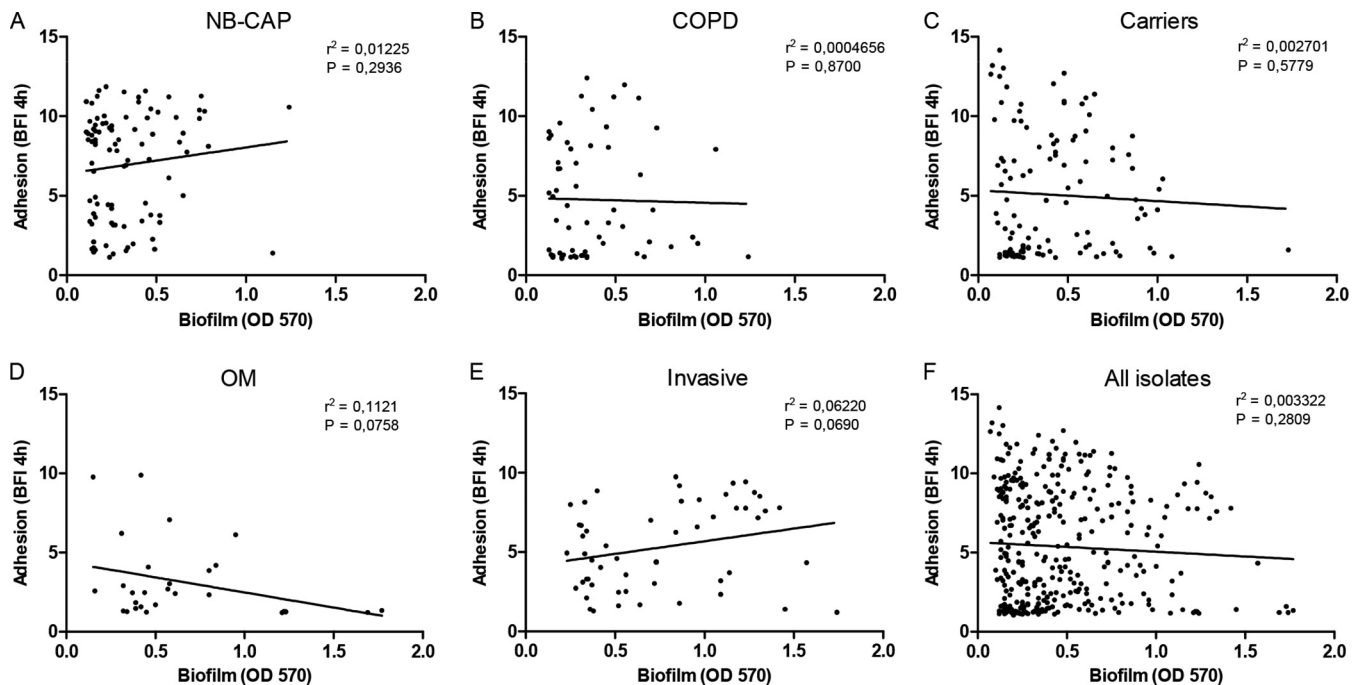 A
NB-CAP
r² = 0,01225
P = 0,2936
15
10
5
0
Adhesion (BFI 4h)
0.0 0.5 1.0 1.5 2.0
Biofilm (OD 570)
B
COPD
r² = 0,0004656
P = 0,8700
15
10
5
0
Adhesion (BFI 4h)
0.0 0.5 1.0 1.5 2.0
Biofilm (OD 570)
C
Carriers
r² = 0,002701
P = 0,5779
15
10
5
0
Adhesion (BFI 4h)
0.0 0.5 1.0 1.5 2.0
Biofilm (OD 570)
D
OM
r² = 0,1121
P = 0,0758
15
10
5
0
Adhesion (BFI 4h)
0.0 0.5 1.0 1.5 2.0
Biofilm (OD 570)
E
Invasive
r² = 0,06220
P = 0,0690
15
10
5
0
Adhesion (BFI 4h)
0.0 0.5 1.0 1.5 2.0
Biofilm (OD 570)
F
All isolates
r² = 0,003322
P = 0,2809
15
10
5
0
Adhesion (BFI 4h)
0.0 0.5 1.0 1.5 2.0
Biofilm (OD 570)